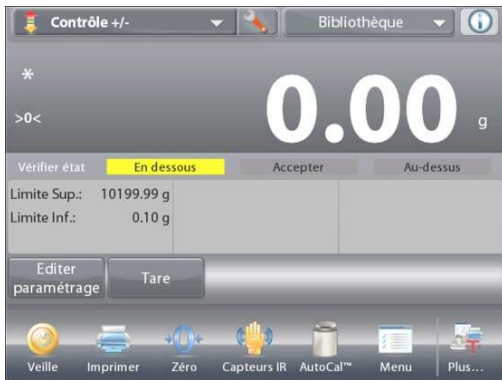 Contrôle +/-
Bibliothèque
*
>0<
0.00 g
Vérifier état En dessous Accepter Au-dessus
Limite Sup.: 10199.99 g
Limite Inf.: 0.10 g
Editer paramétrage
Tare
Veille Imprimer Zéro Capteurs IR AutoCal™ Menu Plus...